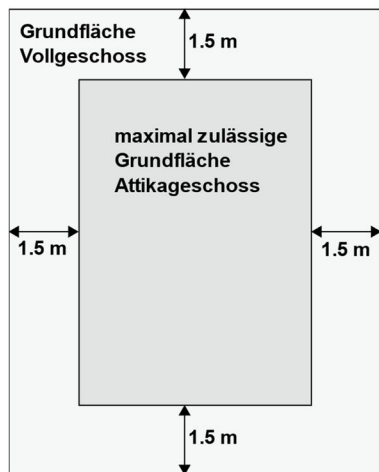 Grundfläche
Vollgeschoss
1.5 m
maximal zulässige
Grundfläche
Attikageschoss
1.5 m
1.5 m
1.5 m